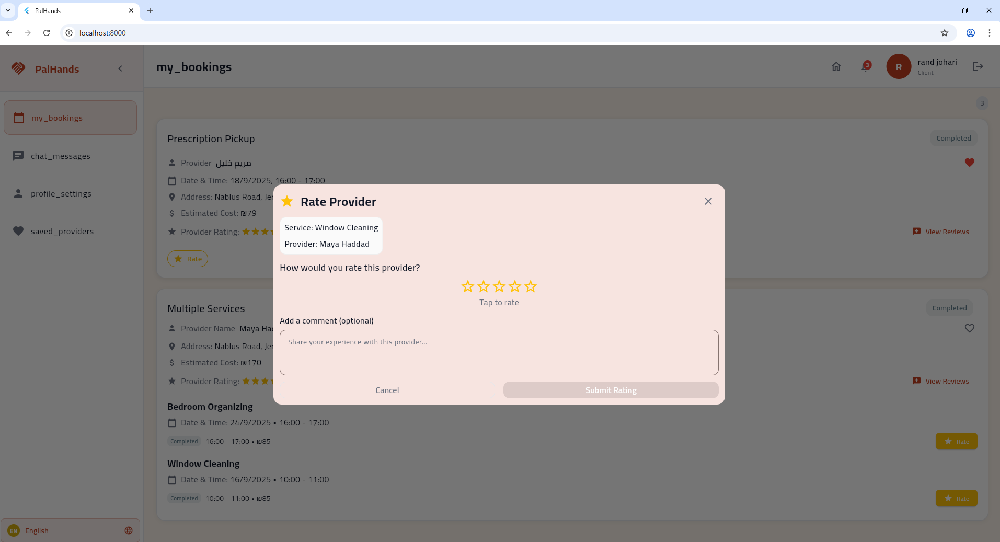 PalHands
localhost:8000
PalHands
my_bookings
3
R
rand johari
Client
my_bookings
chat_messages
profile_settings
saved_providers
EN English
3
Prescription Pickup
Completed
Provider مريم خليل
Date & Time: 18/9/2025, 16:00 - 17:00
Address: Nablus Road, Jer
Estimated Cost: ₪79
Provider Rating:
View Reviews
Rate
Rate Provider
Service: Window Cleaning
Provider: Maya Haddad
How would you rate this provider?
Tap to rate
Add a comment (optional)
Share your experience with this provider...
Cancel
Submit Rating
Multiple Services
Completed
Provider Name Maya Had
Address: Nablus Road, Jer
Estimated Cost: ₪170
Provider Rating:
View Reviews
Bedroom Organizing
Date & Time: 24/9/2025 • 16:00 - 17:00
Completed 16:00 - 17:00 • ₪85
Rate
Window Cleaning
Date & Time: 16/9/2025 • 10:00 - 11:00
Completed 10:00 - 11:00 • ₪85
Rate